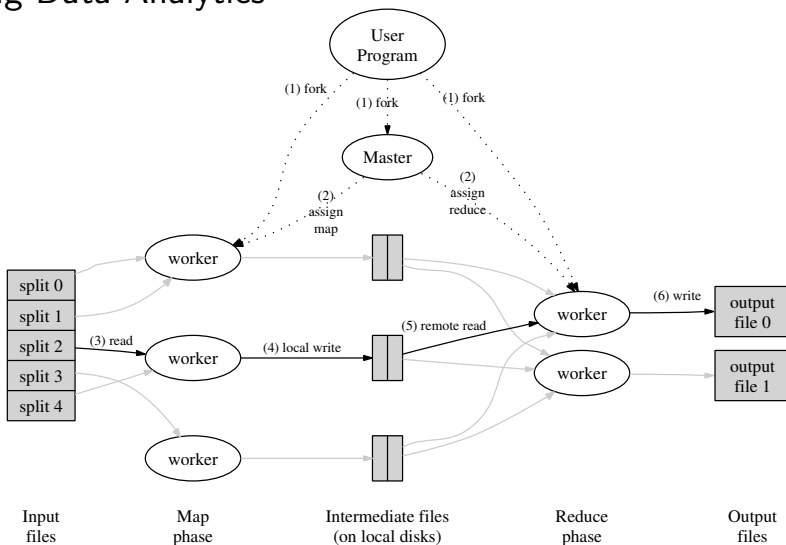 Data Analytics
User
Program
(1) fork
(1) fork
(1) fork
Master
(2)
assign
map
(2)
assign
reduce
worker
split 0
split 1
split 2
split 3
split 4
(3) read
worker
(4) local write
(5) remote read
worker
(6) write
output
file 0
worker
output
file 1
worker
Input
files
Map
phase
Intermediate files
(on local disks)
Reduce
phase
Output
files